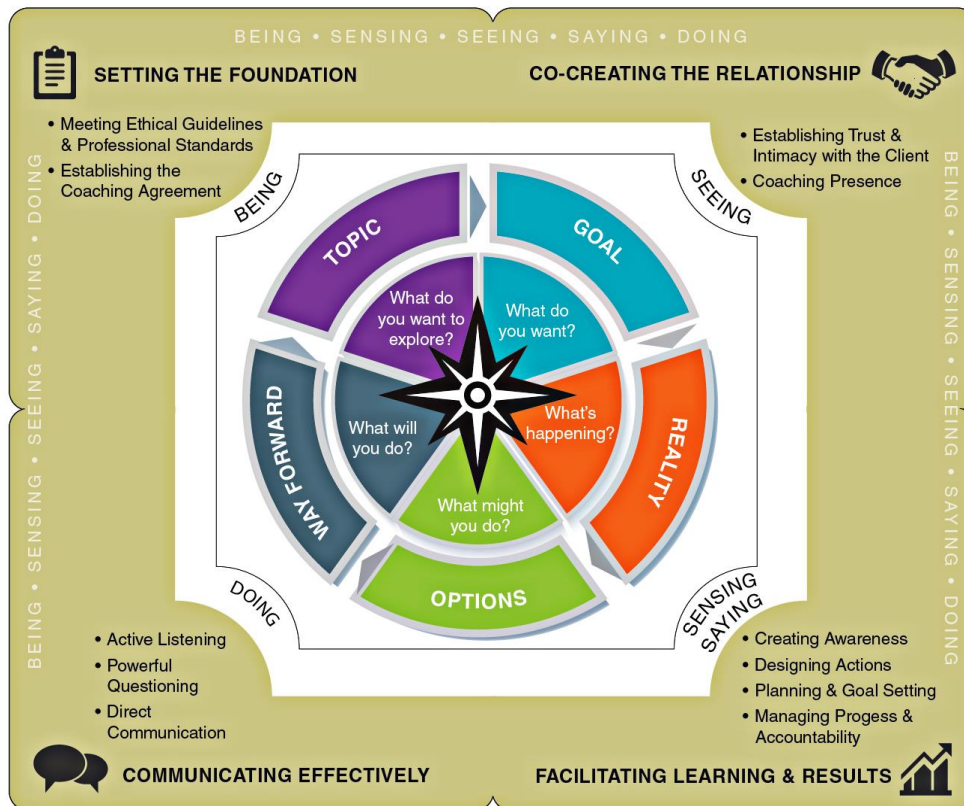 BEING • SENSING • SEEING • SAYING • DOING
SETTING THE FOUNDATION
• Meeting Ethical Guidelines
& Professional Standards
• Establishing the
Coaching Agreement
CO-CREATING THE RELATIONSHIP
• Establishing Trust &
Intimacy with the Client
• Coaching Presence
BEING • SENSING • SEEING • SAYING • DOING
BEING • SENSING • SEEING • SAYING • DOING
BEING
SEEING
TOPIC
GOAL
What do
you want to
explore?
What do
you want?
WAY FORWARD
What will
you do?
What's
happening?
REALITY
What might
you do?
OPTIONS
DOING
SENSING
SAYING
• Active Listening
• Powerful
Questioning
• Direct
Communication
COMMUNICATING EFFECTIVELY
• Creating Awareness
• Designing Actions
• Planning & Goal Setting
• Managing Progess &
Accountability
FACILITATING LEARNING & RESULTS